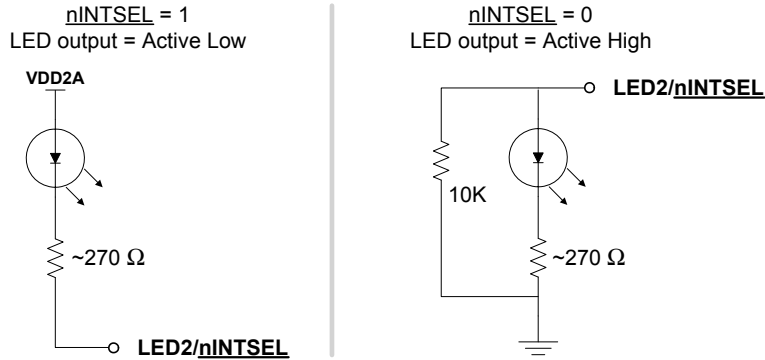 nINTSEL = 1
LED output = Active Low
VDD2A
~270 Ω
LED2/nINTSEL
nINTSEL = 0
LED output = Active High
LED2/nINTSEL
10K
~270 Ω